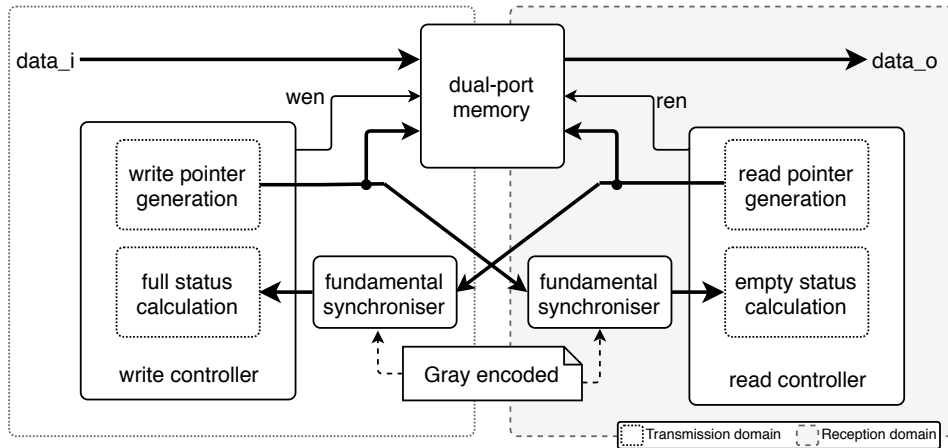 data_i
dual-port
memory
data_o
wen
ren
write pointer
generation
read pointer
generation
full status
calculation
fundamental
synchroniser
fundamental
synchroniser
empty status
calculation
write controller
Gray encoded
read controller
Transmission domain
Reception domain